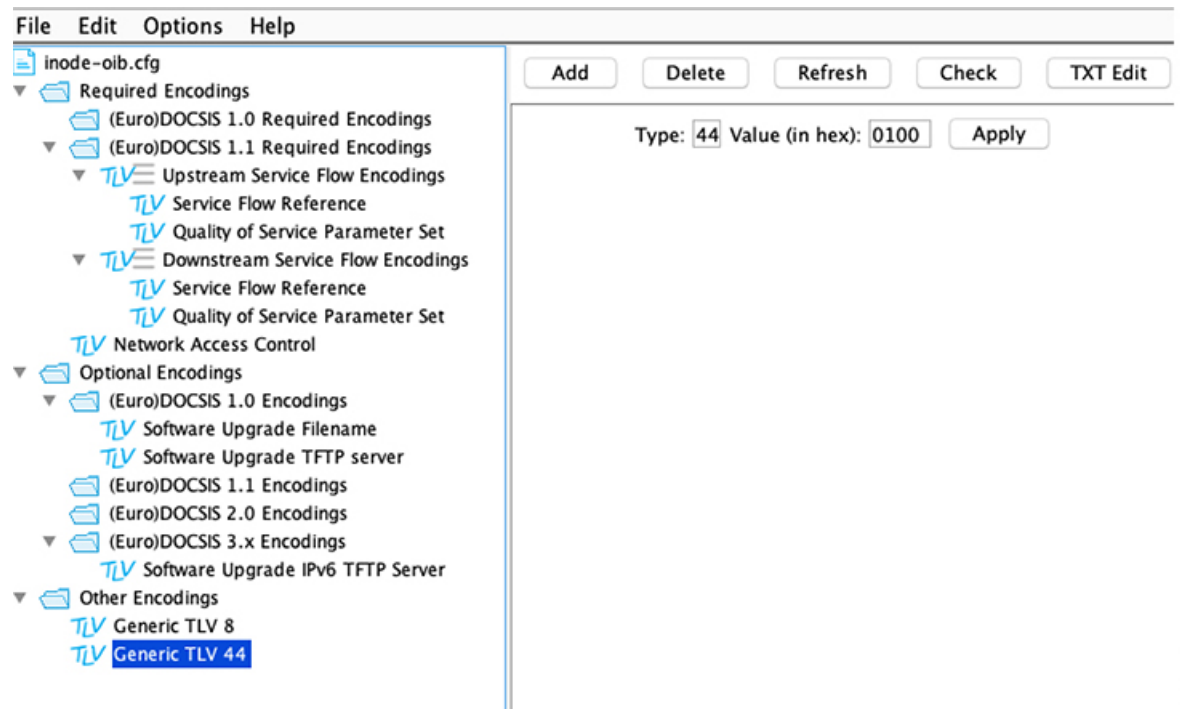 File Edit Options Help
inode-oib.cfg
Required Encodings
(Euro)DOCSIS 1.0 Required Encodings
(Euro)DOCSIS 1.1 Required Encodings
TLV Upstream Service Flow Encodings
TLV Service Flow Reference
TLV Quality of Service Parameter Set
TLV Downstream Service Flow Encodings
TLV Service Flow Reference
TLV Quality of Service Parameter Set
TLV Network Access Control
Optional Encodings
(Euro)DOCSIS 1.0 Encodings
TLV Software Upgrade Filename
TLV Software Upgrade TFTP server
(Euro)DOCSIS 1.1 Encodings
(Euro)DOCSIS 2.0 Encodings
(Euro)DOCSIS 3.x Encodings
TLV Software Upgrade IPv6 TFTP Server
Other Encodings
TLV Generic TLV 8
TLV Generic TLV 44
Add Delete Refresh Check TXT Edit
Type: 44 Value (in hex): 0100 Apply